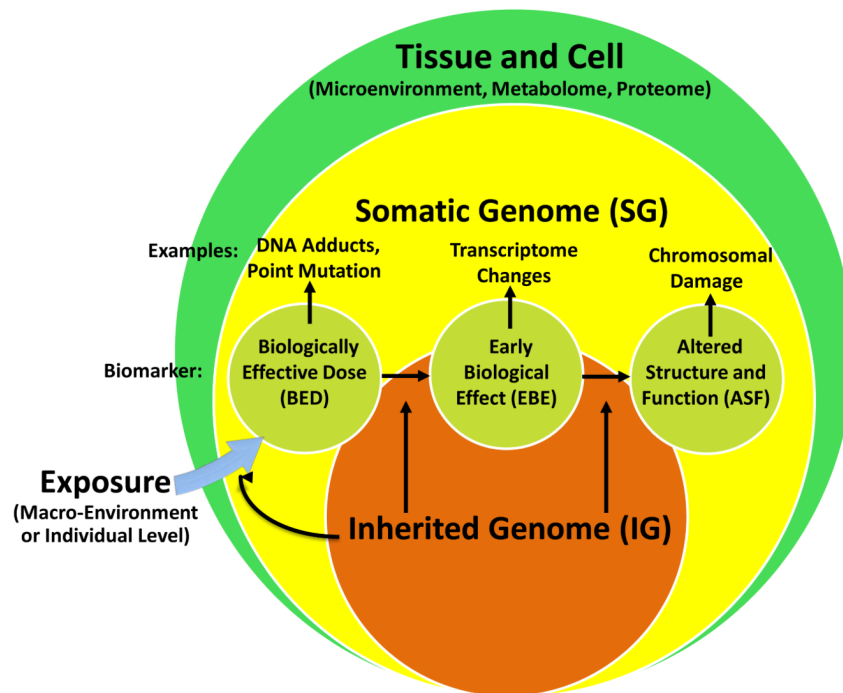 Tissue and Cell
(Microenvironment, Metabolome, Proteome)
Somatic Genome (SG)
Examples:
DNA Adducts,
Point Mutation
Transcriptome
Changes
Chromosomal
Damage
Biomarker:
Biologically
Effective Dose
(BED)
Early
Biological
Effect (EBE)
Altered
Structure and
Function (ASF)
Exposure
(Macro-Environment
or Individual Level)
Inherited Genome (IG)